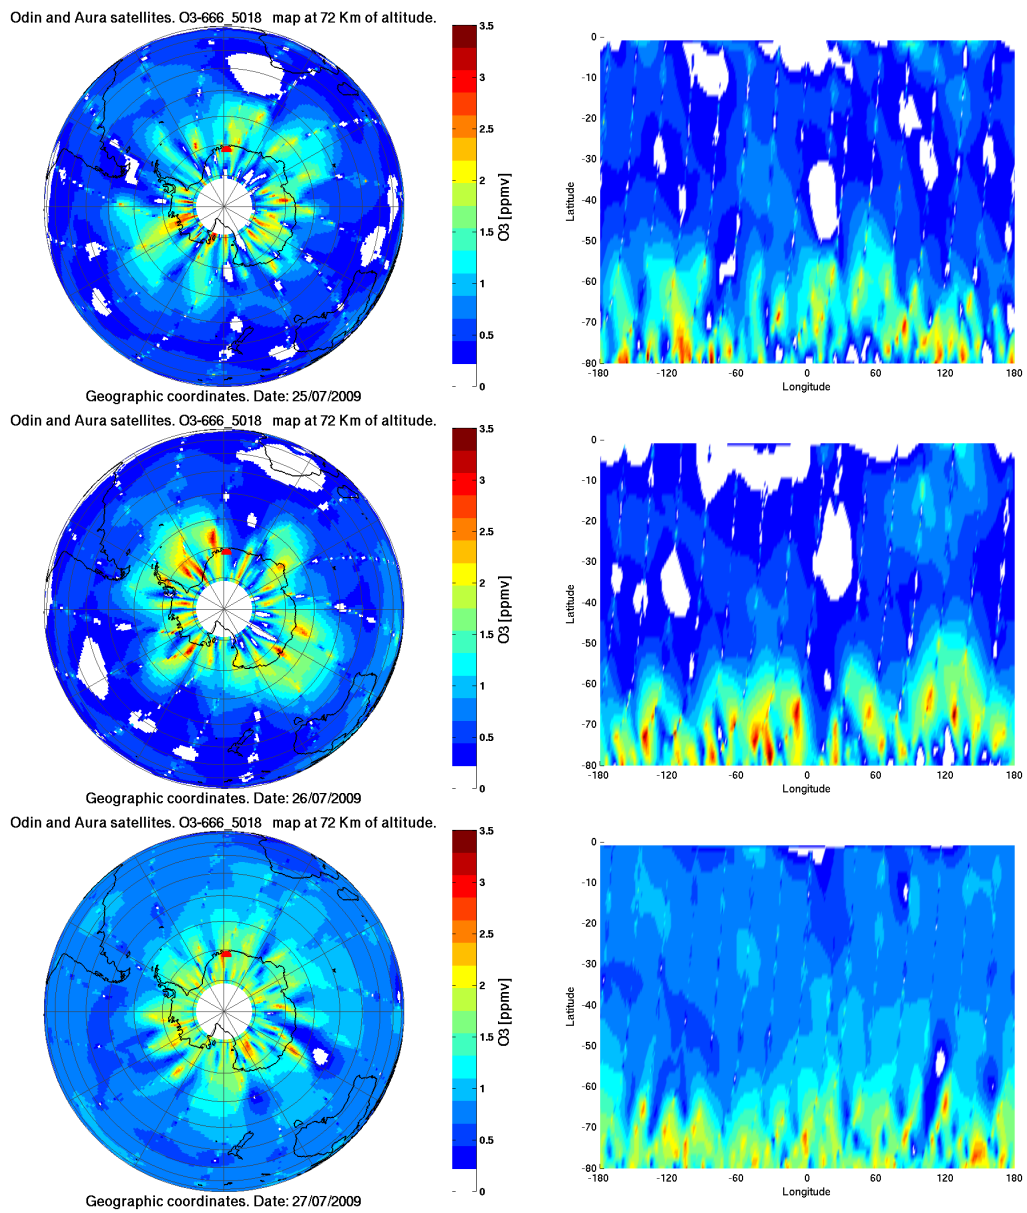 Odin and Aura satellites. O3-666_5018 map at 72 Km of altitude.
3.5
3
2.5
2
1.5
1
0.5
0
O3 [ppmv]
Geographic coordinates. Date: 25/07/2009
0
-10
-20
-30
-40
-50
-60
-70
-80
Latitude
-180 -120 -60 0 60 120 180
Longitude
Odin and Aura satellites. O3-666_5018 map at 72 Km of altitude.
3.5
3
2.5
2
1.5
1
0.5
0
O3 [ppmv]
Geographic coordinates. Date: 26/07/2009
0
-10
-20
-30
-40
-50
-60
-70
-80
Latitude
-180 -120 -60 0 60 120 180
Longitude
Odin and Aura satellites. O3-666_5018 map at 72 Km of altitude.
3.5
3
2.5
2
1.5
1
0.5
0
O3 [ppmv]
Geographic coordinates. Date: 27/07/2009
0
-10
-20
-30
-40
-50
-60
-70
-80
Latitude
-180 -120 -60 0 60 120 180
Longitude